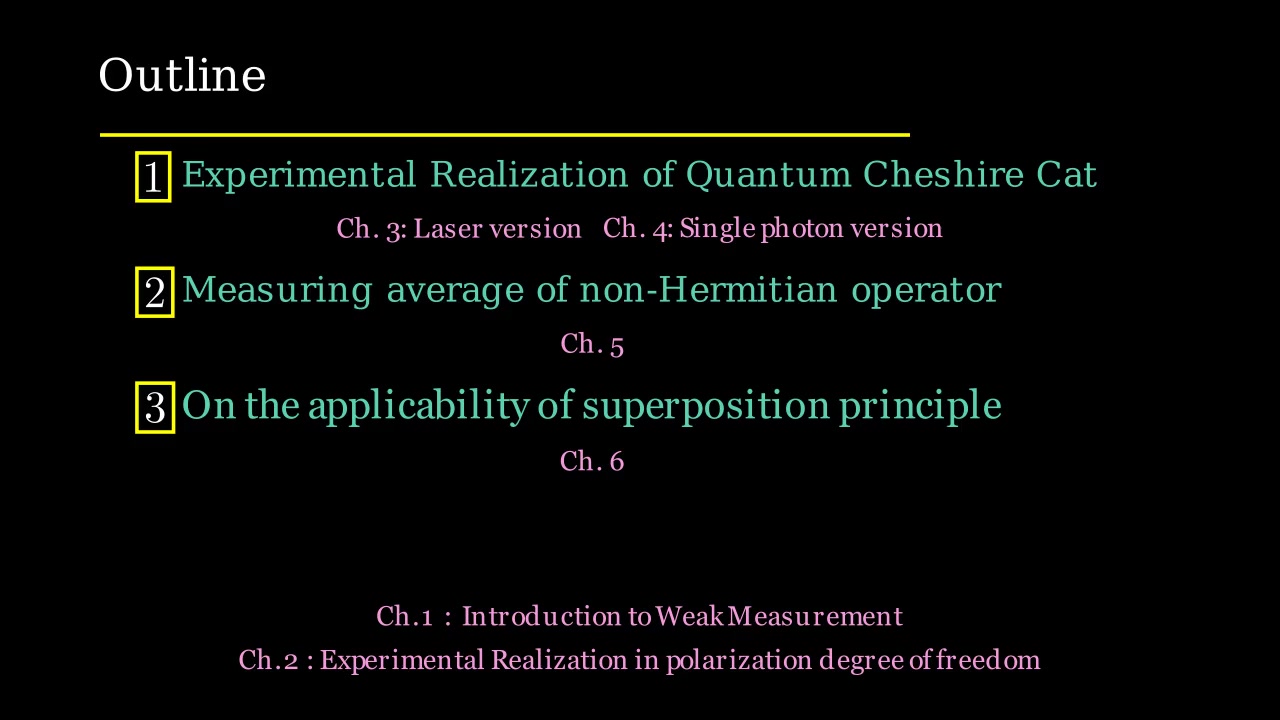 Outline
1 Experimental Realization of Quantum Cheshire Cat
Ch. 3: Laser version Ch. 4: Single photon version
2 Measuring average of non-Hermitian operator
Ch. 5
3 On the applicability of superposition principle
Ch. 6
Ch.1 : Introduction to Weak Measurement
Ch.2 : Experimental Realization in polarization degree of freedom